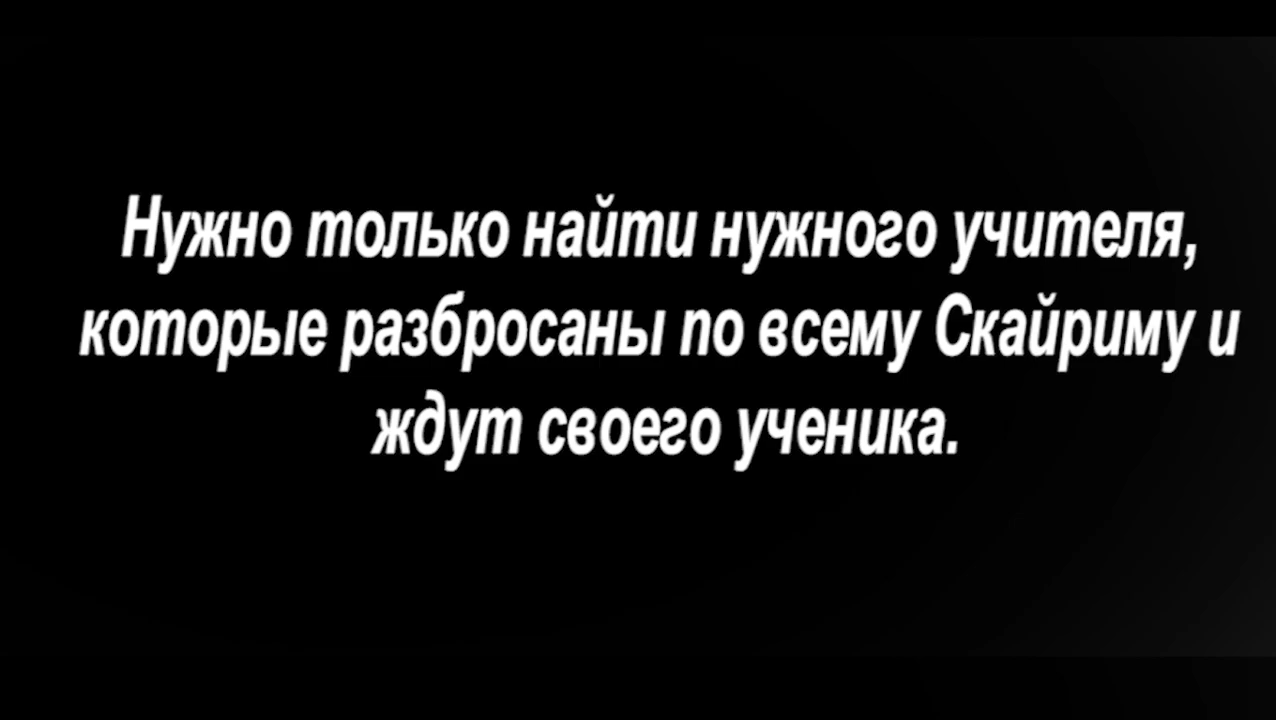 Нужно только найти нужного учителя,
которые разбросаны по всему Скайриму и
ждут своего ученика.